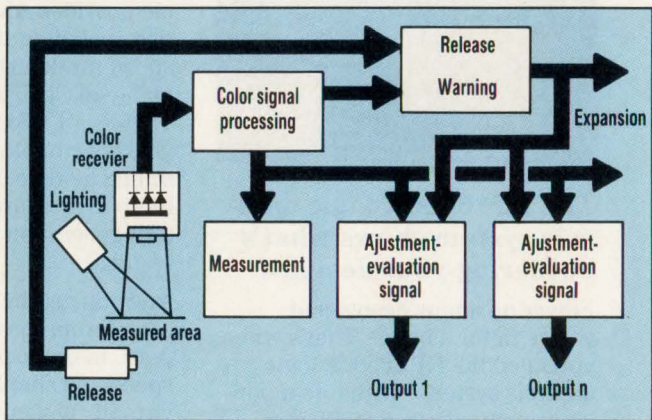 Release
Warning
Color signal
processing
Expansion
Color
recevier
Lighting
Measurement
Ajustment-
evaluation
signal
Ajustment-
evaluation
signal
Measured area
Release
Output 1
Output n